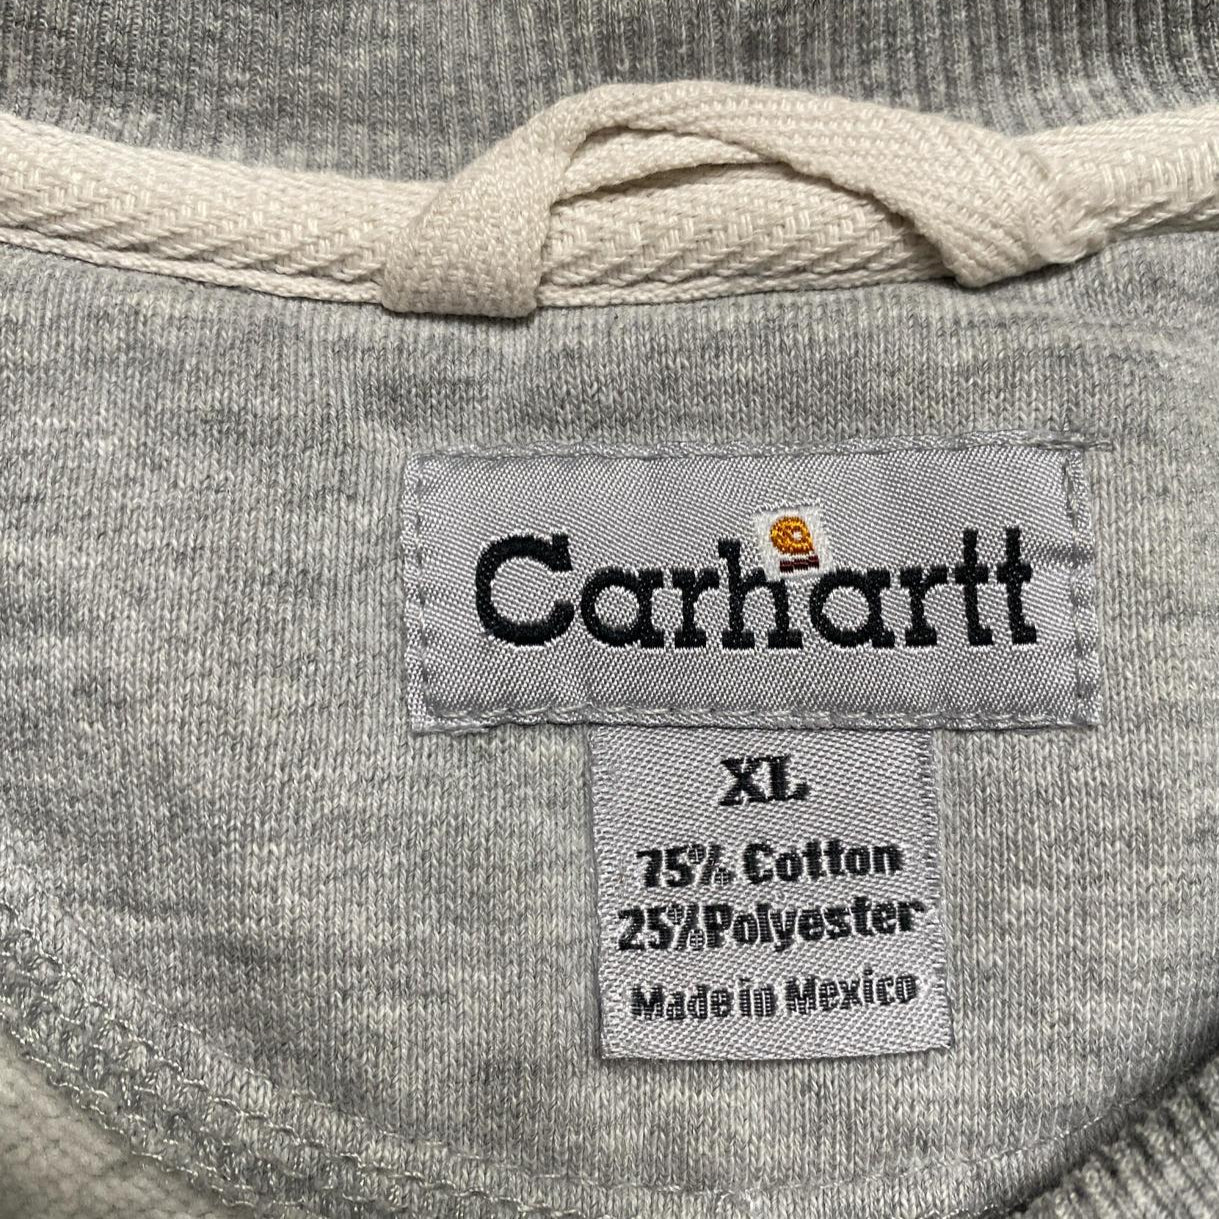 Carhartt
XL
75% Cotton
25% Polyester
Made in Mexico